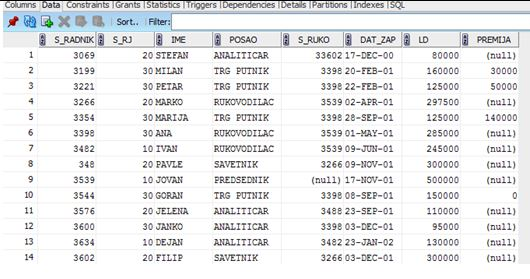 Columns Data Constraints Grants Statistics Triggers Dependencies Details Partitions Indexes SQL
Sort.. Filter:
S_RADNIK S_RJ IME POSAO S_RUKO DAT_ZAP LD PREMIJA
1 3069 20 STEFAN ANALITICAR 33602 17-DEC-00 80000 (null)
2 3199 30 MILAN TRG PUTNIK 3398 20-FEB-01 160000 30000
3 3221 30 PETAR TRG PUTNIK 3398 22-FEB-01 125000 50000
4 3266 20 MARKO RUKOVODILAC 3539 02-APR-01 297500 (null)
5 3354 30 MARIJA TRG PUTNIK 3398 28-SEP-01 125000 140000
6 3398 30 ANA RUKOVODILAC 3539 01-MAY-01 285000 (null)
7 3482 10 IVAN RUKOVODILAC 3539 09-JUN-01 245000 (null)
8 348 20 PAVLE SAVETNIK 3266 09-NOV-01 300000 (null)
9 3539 10 JOVAN PREDSEDNIK (null) 17-NOV-01 500000 (null)
10 3544 30 GORAN TRG PUTNIK 3398 08-SEP-01 150000 0
11 3576 20 JELENA ANALITICAR 3488 23-SEP-01 110000 (null)
12 3600 30 JANKO ANALITICAR 3398 03-DEC-01 95000 (null)
13 3634 10 DEJAN ANALITICAR 3482 23-JAN-02 130000 (null)
14 3602 20 FILIP SAVETNIK 3266 03-DEC-01 300000 (null)